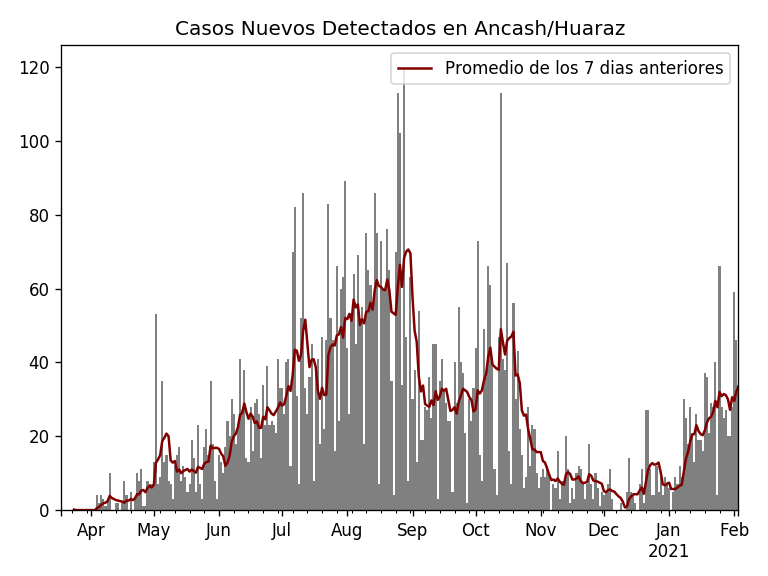 Casos Nuevos Detectados en Ancash/Huaraz
Promedio de los 7 dias anteriores
120
100
80
60
40
20
0
Apr May Jun Jul Aug Sep Oct Nov Dec Jan Feb
2021